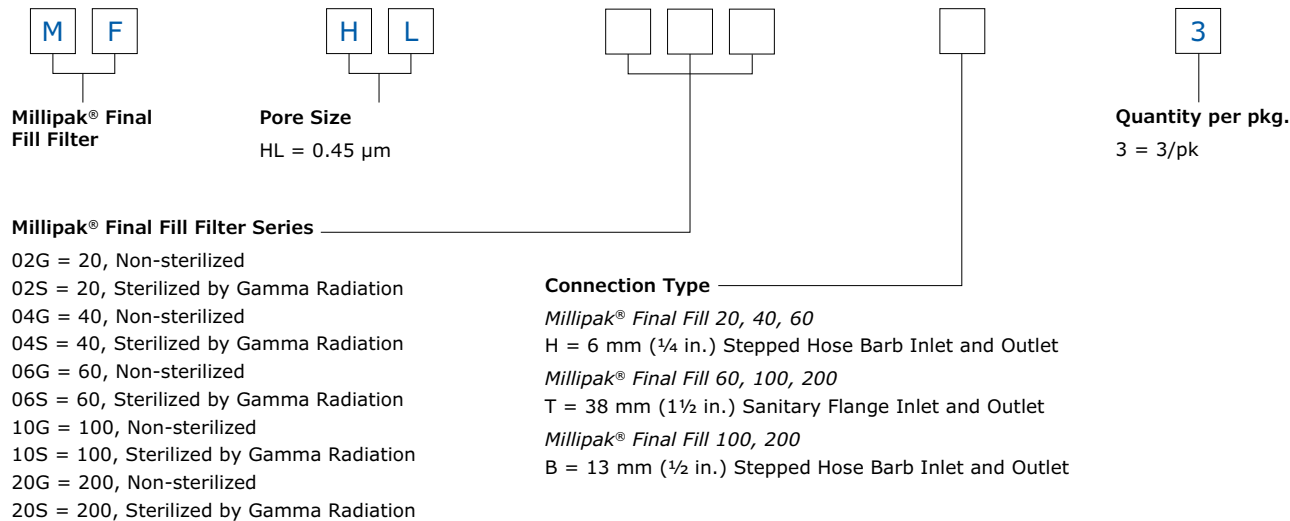 M F H L 3
Millipak® Final
Fill Filter
Pore Size
HL = 0.45 µm
Quantity per pkg.
3 = 3/pk
Millipak® Final Fill Filter Series
02G = 20, Non-sterilized
02S = 20, Sterilized by Gamma Radiation
04G = 40, Non-sterilized
04S = 40, Sterilized by Gamma Radiation
06G = 60, Non-sterilized
06S = 60, Sterilized by Gamma Radiation
10G = 100, Non-sterilized
10S = 100, Sterilized by Gamma Radiation
20G = 200, Non-sterilized
20S = 200, Sterilized by Gamma Radiation
Connection Type
Millipak® Final Fill 20, 40, 60
H = 6 mm (¼ in.) Stepped Hose Barb Inlet and Outlet
Millipak® Final Fill 60, 100, 200
T = 38 mm (1½ in.) Sanitary Flange Inlet and Outlet
Millipak® Final Fill 100, 200
B = 13 mm (½ in.) Stepped Hose Barb Inlet and Outlet